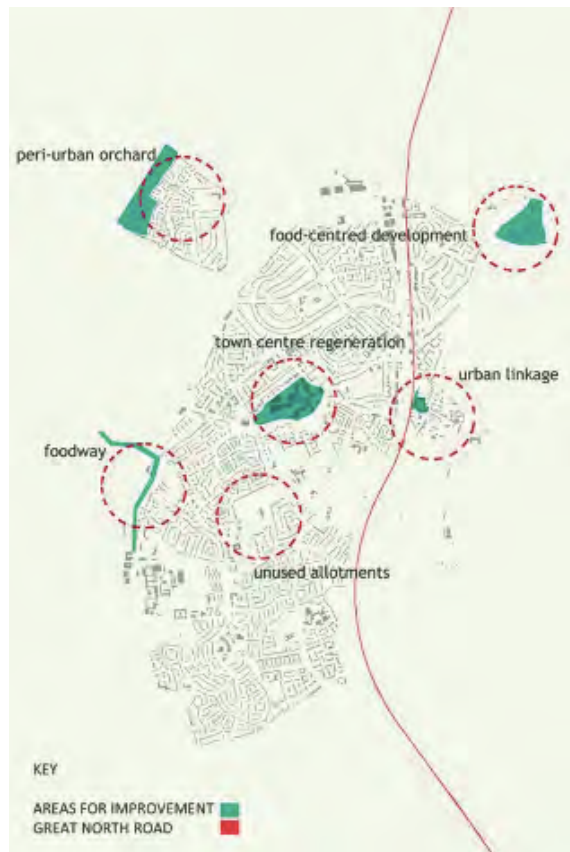 peri-urban orchard
food-centred development
town centre regeneration
urban linkage
foodway
unused allotments
KEY
AREAS FOR IMPROVEMENT
GREAT NORTH ROAD